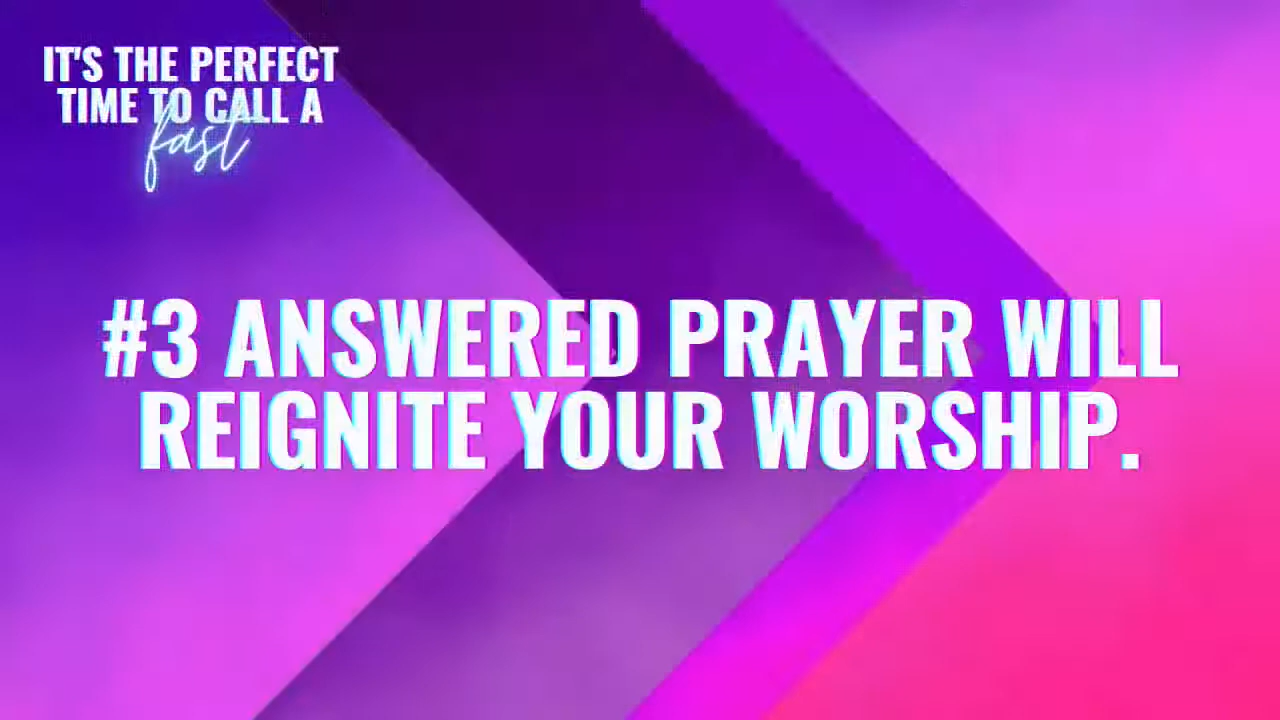 IT'S THE PERFECT
TIME TO CALL A
fast
#3 ANSWERED PRAYER WILL
REIGNITE YOUR WORSHIP.